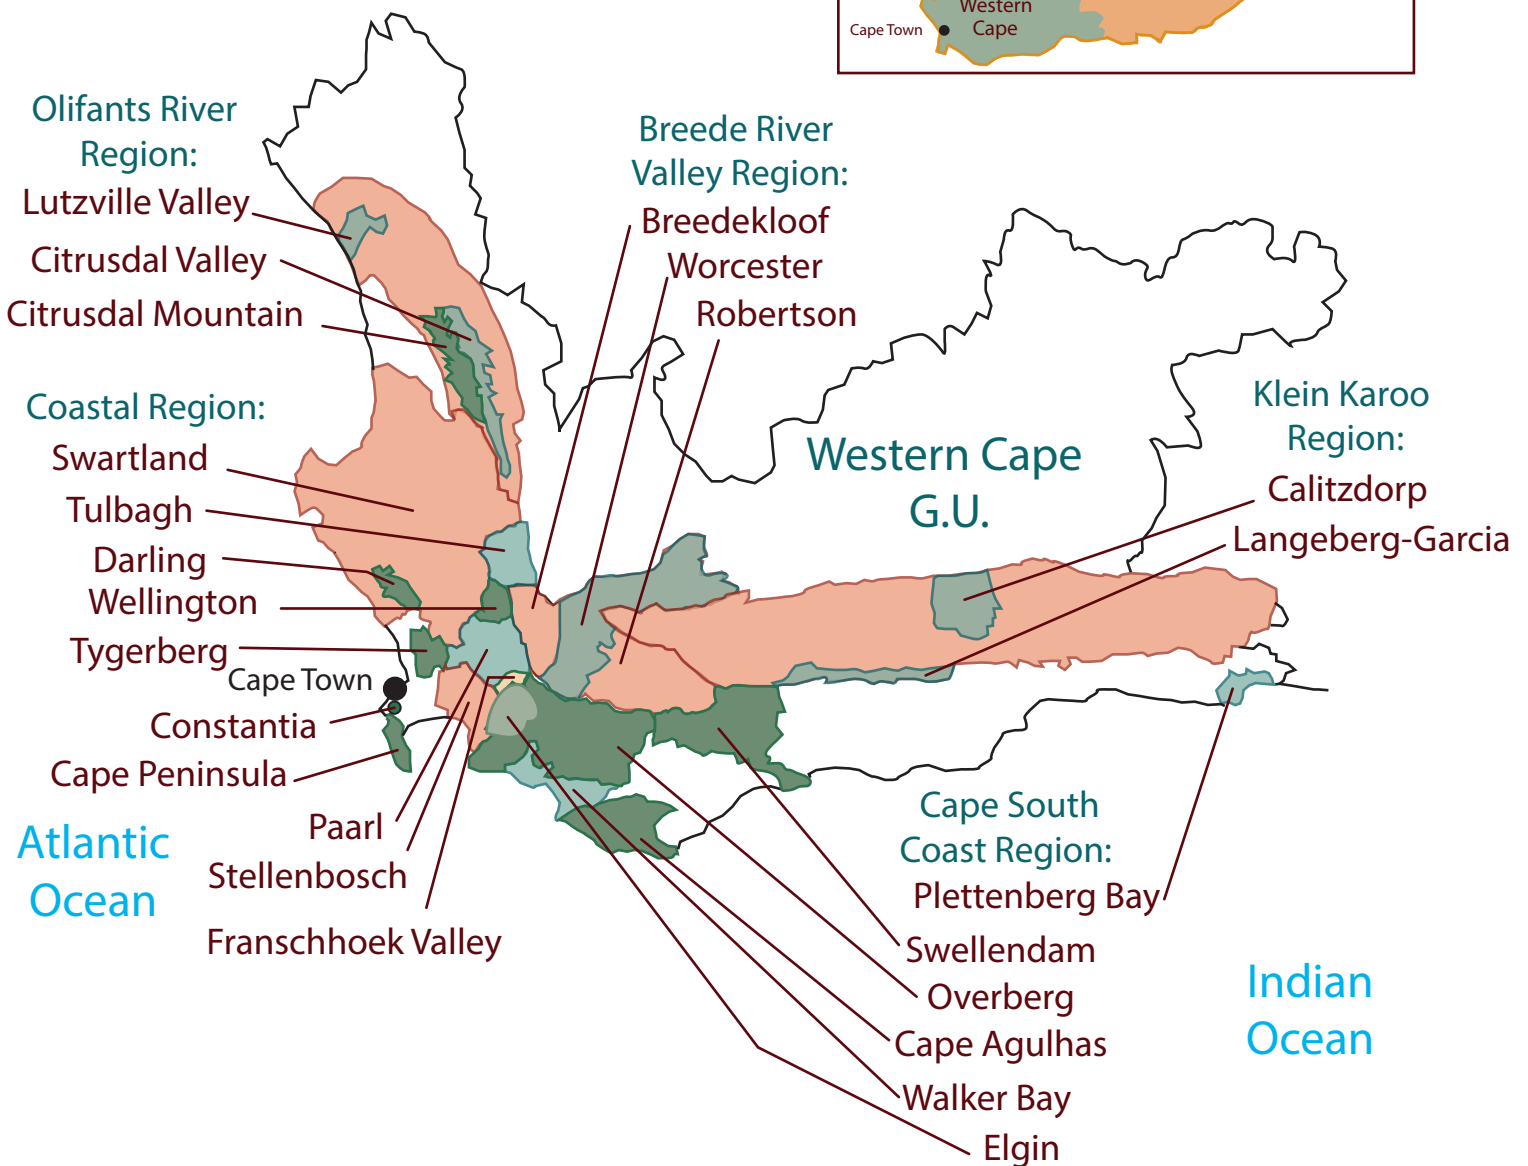 Western
Cape Town
Cape
Olifants River
Region:
Lutzville Valley
Citrusdal Valley
Citrusdal Mountain
Breede River
Valley Region:
Breedekloof
Worcester
Robertson
Coastal Region:
Swartland
Tulbagh
Darling
Wellington
Tygerberg
Cape Town
Constantia
Cape Peninsula
Paarl
Stellenbosch
Franschhoek Valley
Western Cape
G.U.
Klein Karoo
Region:
Calitzdorp
Langeberg-Garcia
Cape South
Coast Region:
Plettenberg Bay
Swellendam
Overberg
Cape Agulhas
Walker Bay
Elgin
Atlantic
Ocean
Indian
Ocean